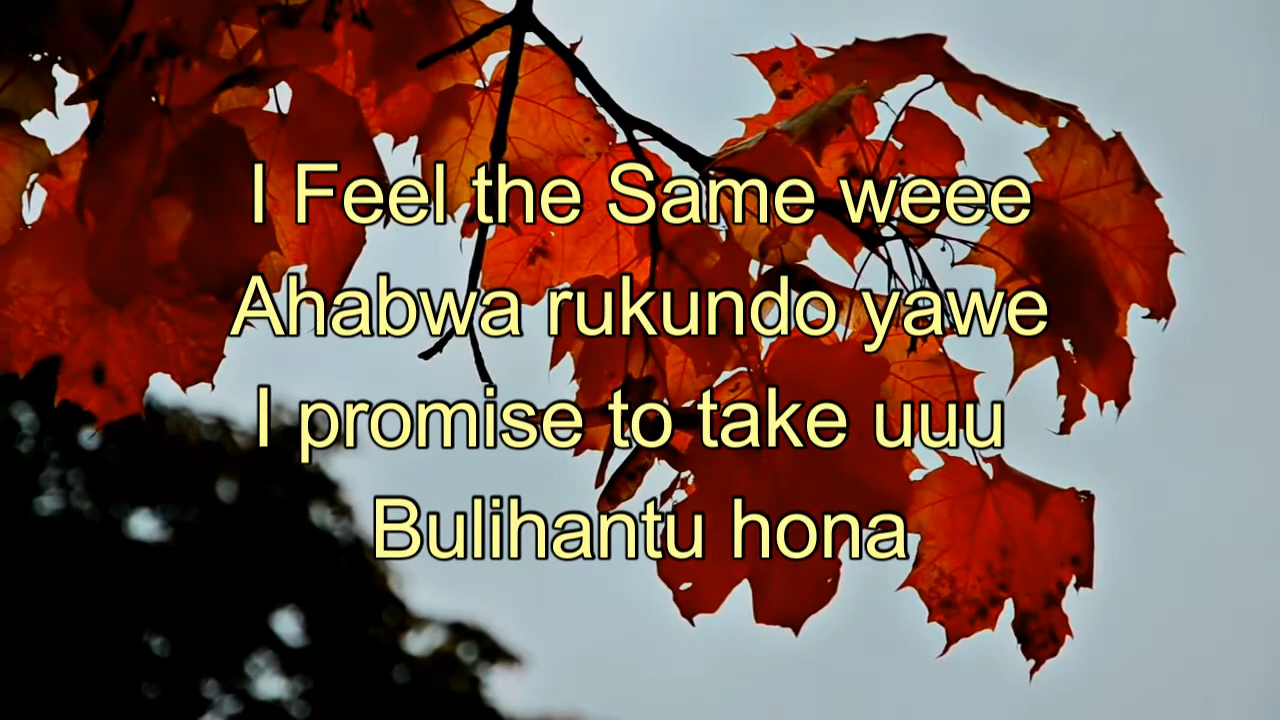 I Feel the Same weee
Ahabwa rukundo yawe
I promise to take uuu
Bulihantu hona